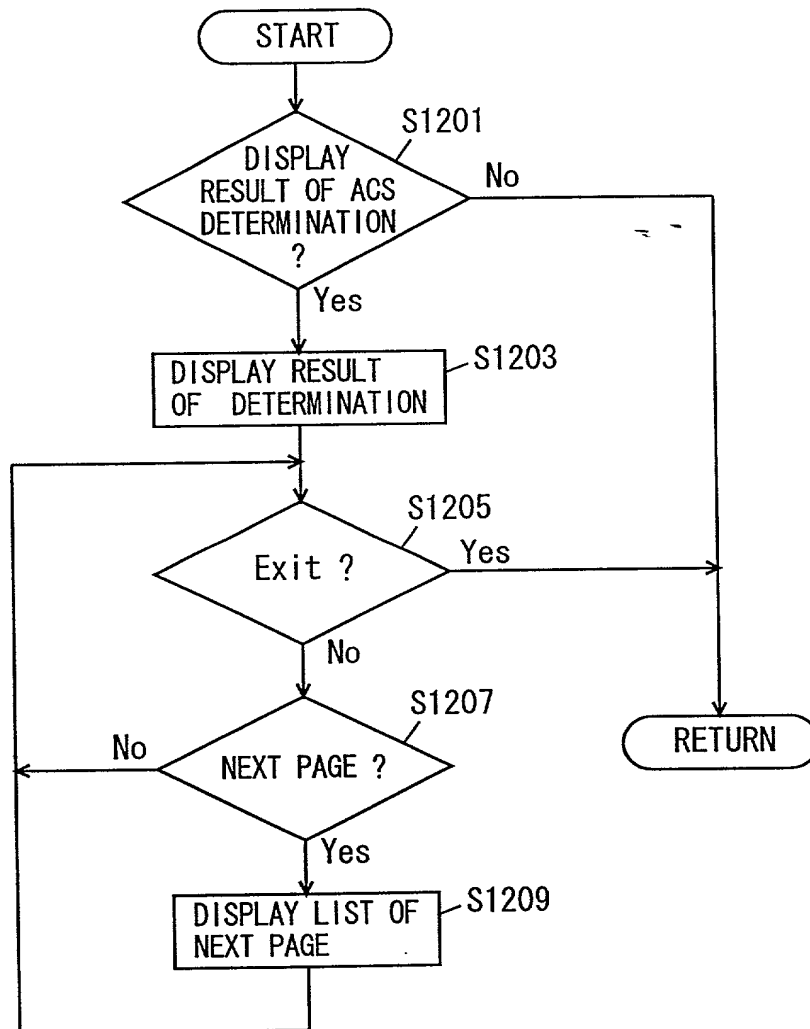 START
S1201
DISPLAY
RESULT OF ACS
DETERMINATION
?
No
Yes
S1203
DISPLAY RESULT
OF DETERMINATION
S1205
Exit ?
Yes
No
S1207
NEXT PAGE ?
No
RETURN
Yes
S1209
DISPLAY LIST OF
NEXT PAGE